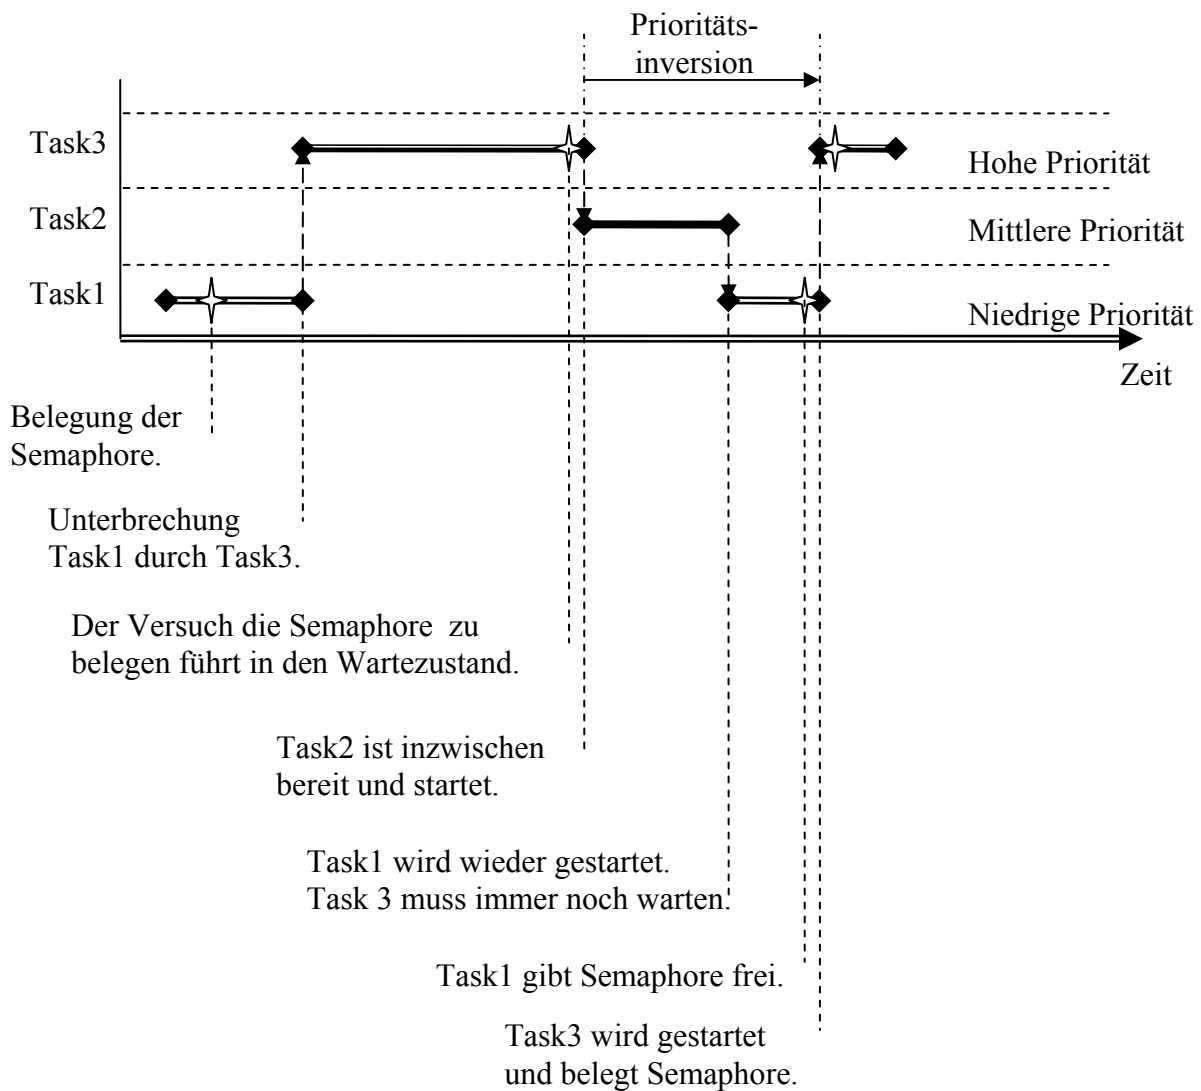 Prioritäts-
inversion
Task3
Hohe Priorität
Task2
Mittlere Priorität
Task1
Niedrige Priorität
Zeit
Belegung der
Semaphore.
Unterbrechung
Task1 durch Task3.
Der Versuch die Semaphore zu
belegen führt in den Wartezustand.
Task2 ist inzwischen
bereit und startet.
Task1 wird wieder gestartet.
Task 3 muss immer noch warten.
Task1 gibt Semaphore frei.
Task3 wird gestartet
und belegt Semaphore.